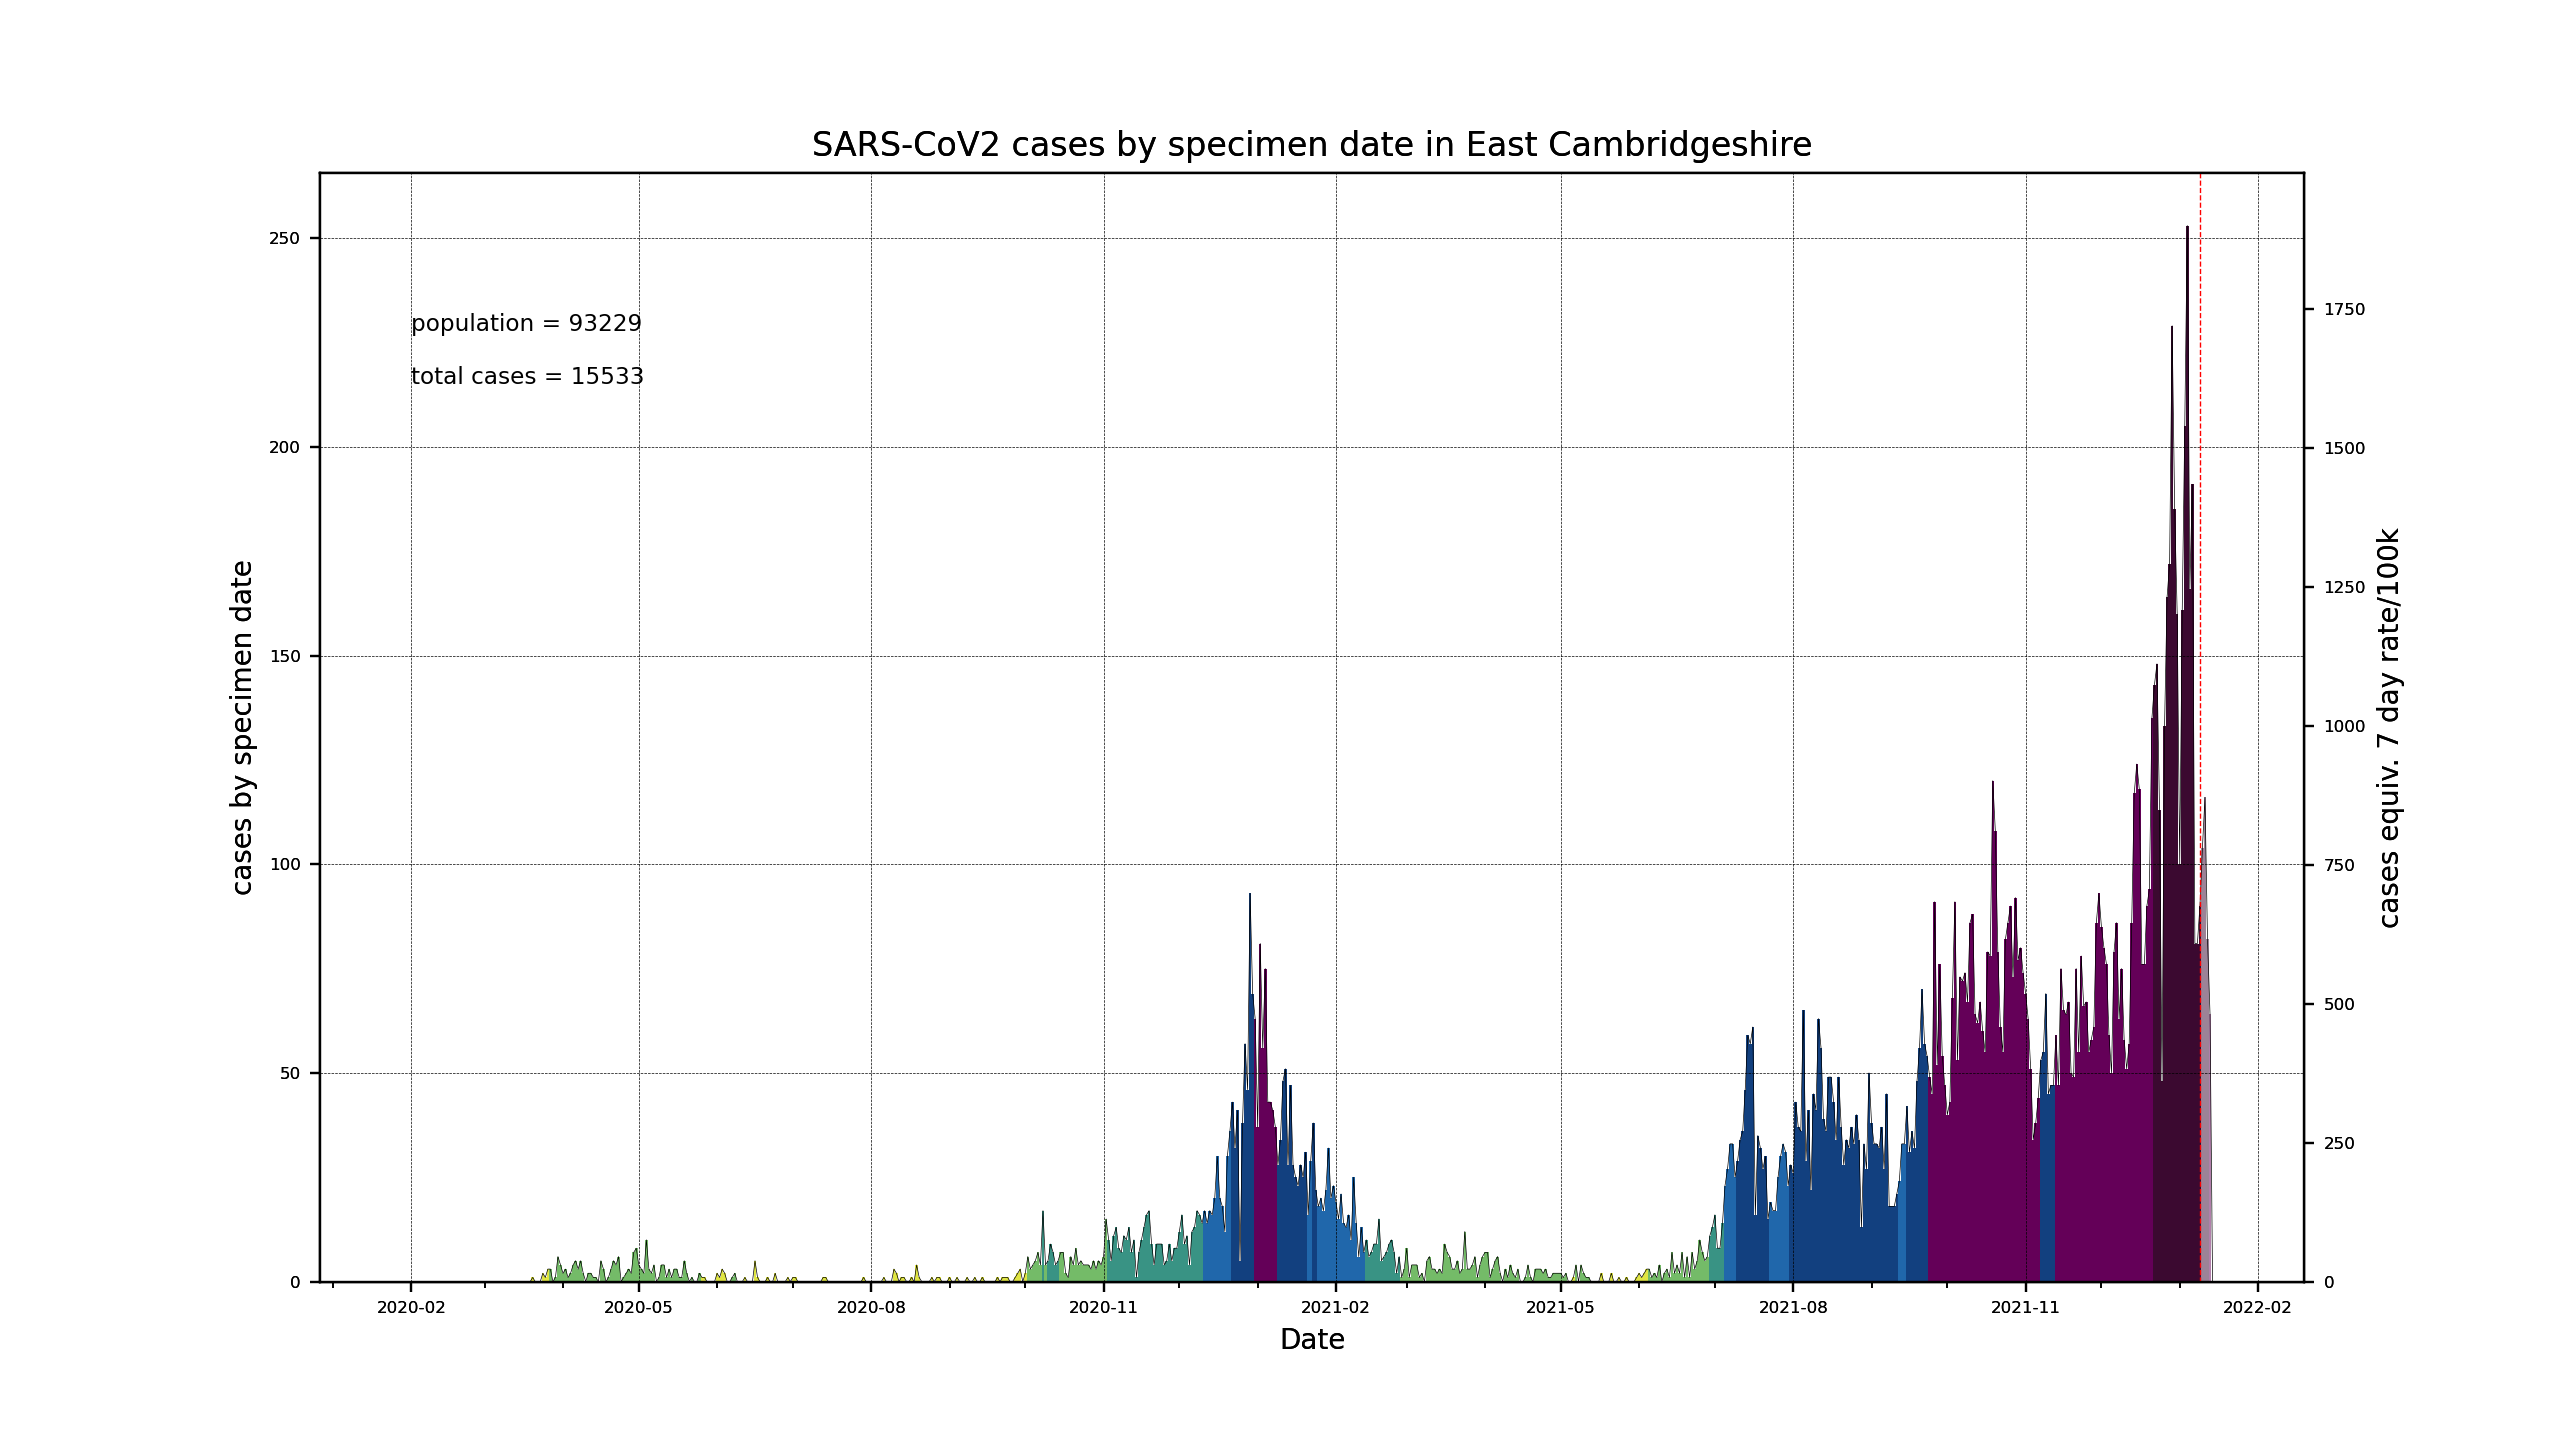 SARS-CoV2 cases by specimen date in East Cambridgeshire
population = 93229
total cases = 15533
cases by specimen date
250
200
150
100
50
0
1750
1500
1250
1000
750
500
250
0
cases equiv. 7 day rate/100k
2020-02 2020-05 2020-08 2020-11 2021-02 2021-05 2021-08 2021-11 2022-02
Date